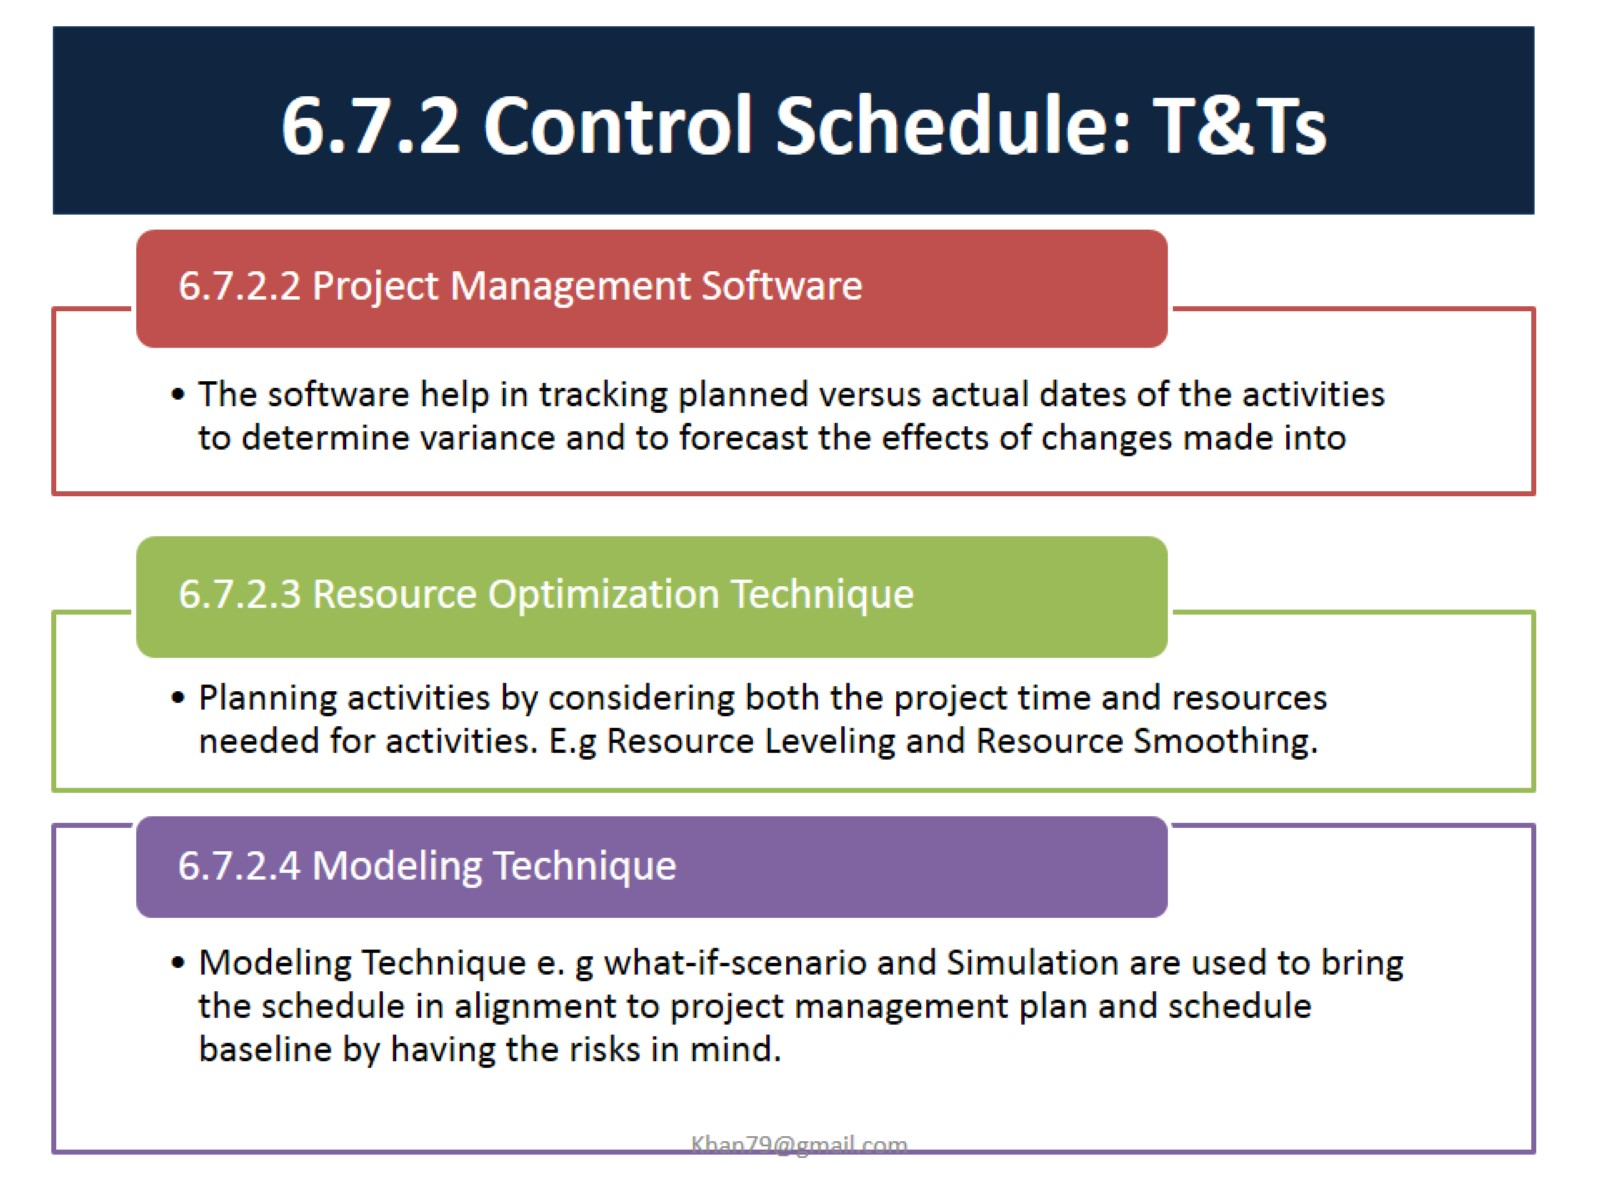 6.7.2 Control Schedule: T&Ts
6.7.2.2 Project Management Software
• The software help in tracking planned versus actual dates of the activities
to determine variance and to forecast the effects of changes made into
6.7.2.3 Resource Optimization Technique
• Planning activities by considering both the project time and resources
needed for activities. E.g Resource Leveling and Resource Smoothing.
6.7.2.4 Modeling Technique
• Modeling Technique e. g what-if-scenario and Simulation are used to bring
the schedule in alignment to project management plan and schedule
baseline by having the risks in mind.
Khan79@gmail.com